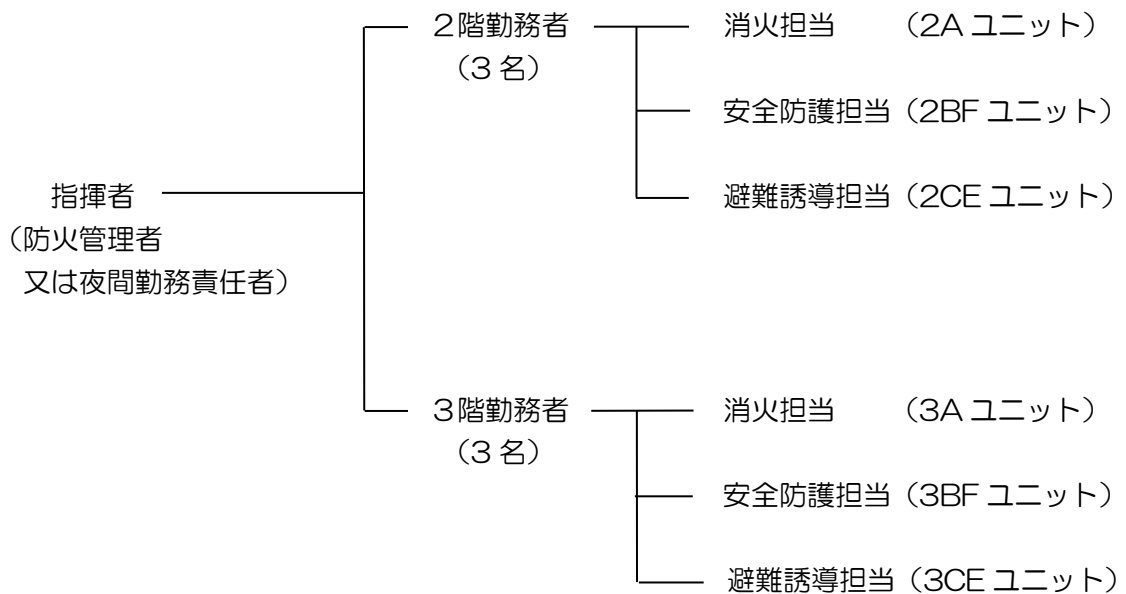 指揮者
（防火管理者
又は夜間勤務責任者）
２階勤務者
（3 名）
消火担当　　（2A ユニット）
安全防護担当（2BF ユニット）
避難誘導担当（2CE ユニット）
３階勤務者
（3 名）
消火担当　　（3A ユニット）
安全防護担当（3BF ユニット）
避難誘導担当（3CE ユニット）